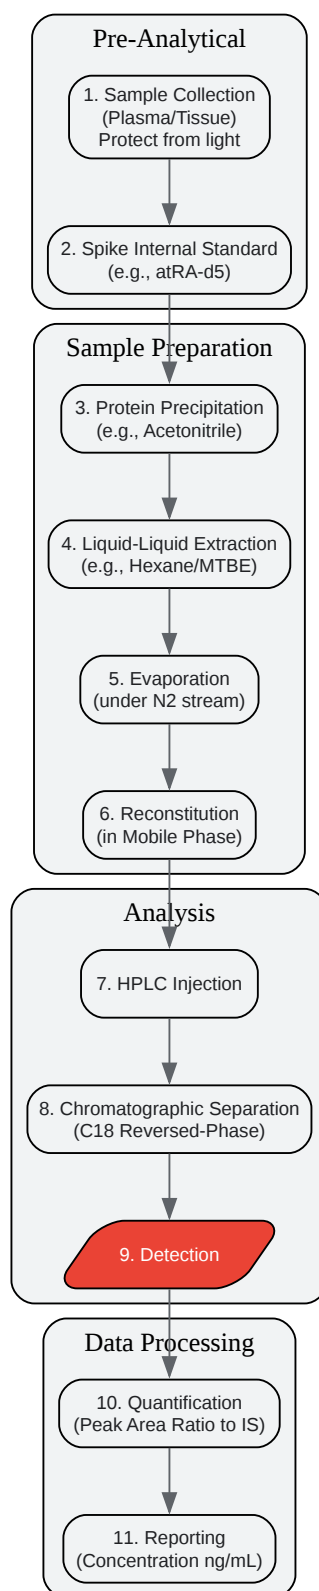 Pre-Analytical
1. Sample Collection
(Plasma/Tissue)
Protect from light
2. Spike Internal Standard
(e.g., atRA-d5)
Sample Preparation
3. Protein Precipitation
(e.g., Acetonitrile)
4. Liquid-Liquid Extraction
(e.g., Hexane/MTBE)
5. Evaporation
(under N2 stream)
6. Reconstitution
(in Mobile Phase)
Analysis
7. HPLC Injection
8. Chromatographic Separation
(C18 Reversed-Phase)
9. Detection
Data Processing
10. Quantification
(Peak Area Ratio to IS)
11. Reporting
(Concentration ng/mL)